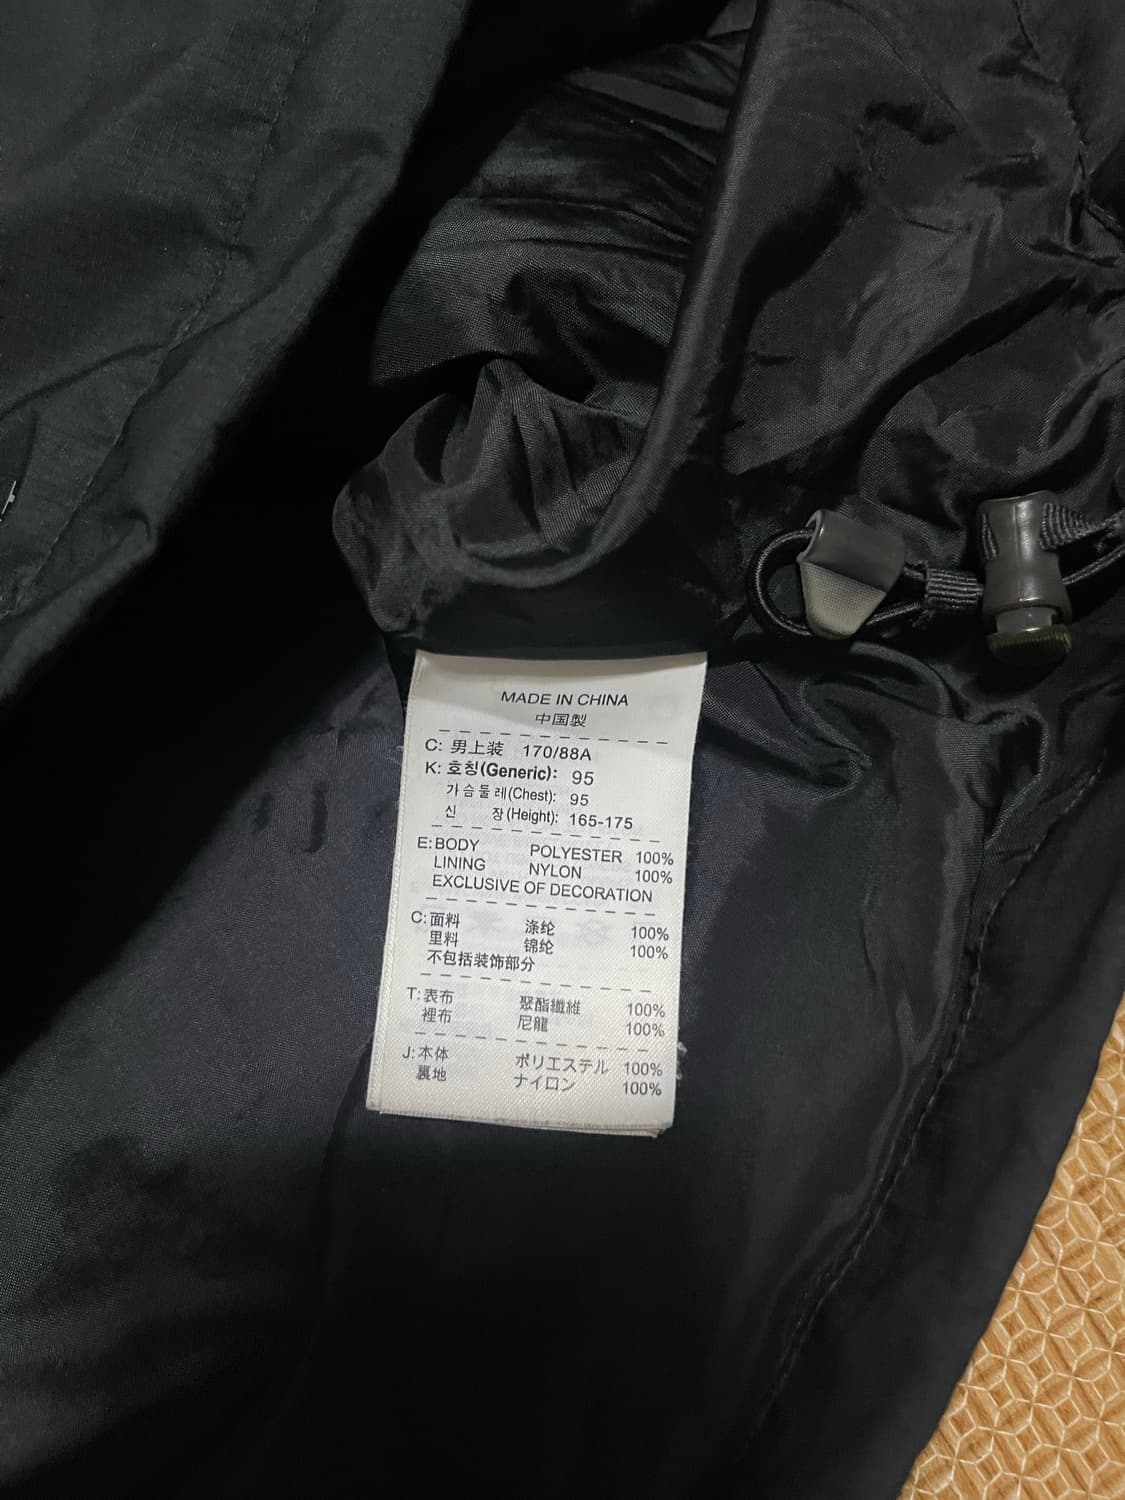 MADE IN CHINA
中国製
C: 男上装 170/88A
K: 호칭(Generic): 95
가슴둘레(Chest): 95
신 장(Height): 165-175
E: BODY POLYESTER 100%
LINING NYLON 100%
EXCLUSIVE OF DECORATION
C: 面料 涤纶 100%
里料 锦纶 100%
不包括装饰部分
T: 表布 聚酯纖維 100%
裡布 尼龍 100%
J: 本体 ポリエステル 100%
裏地 ナイロン 100%